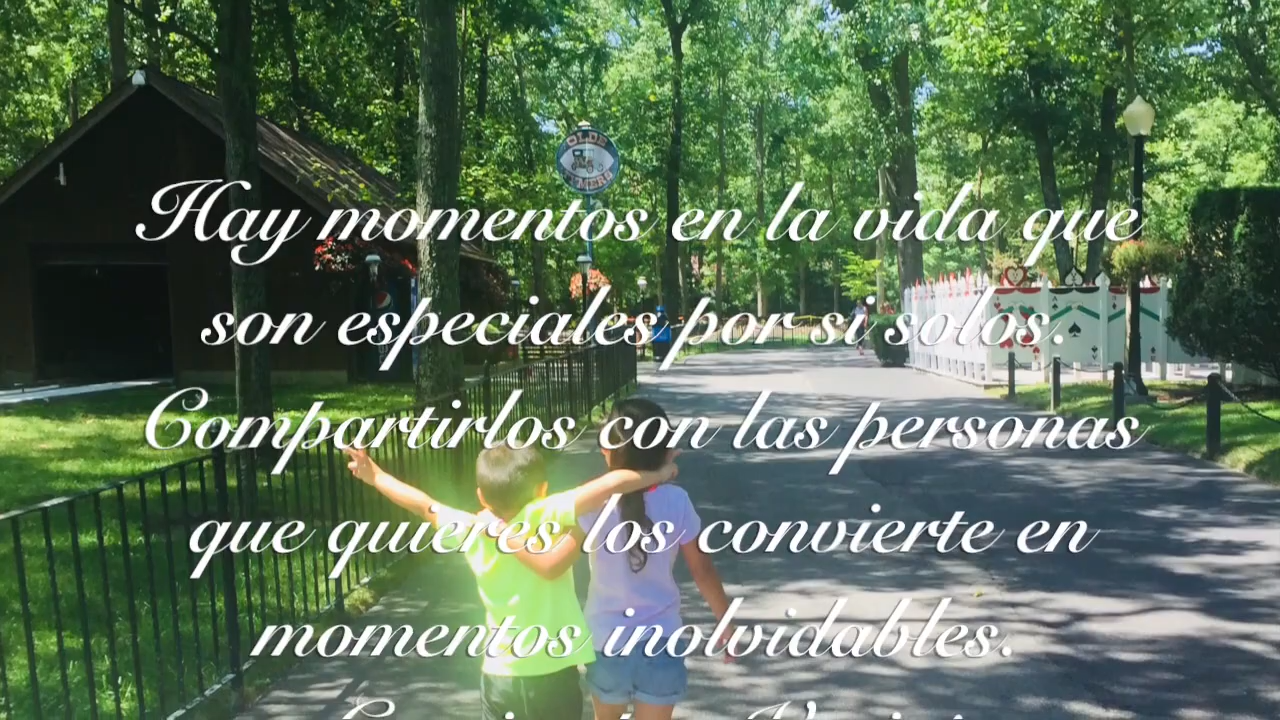 OLDE
Hay momentos en la vida que
son especiales por si solos.
Compartirlos con las personas
que quieres los convierte en
momentos inolvidables.